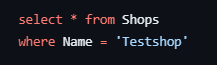 select * from Shops
where Name = 'Testshop'